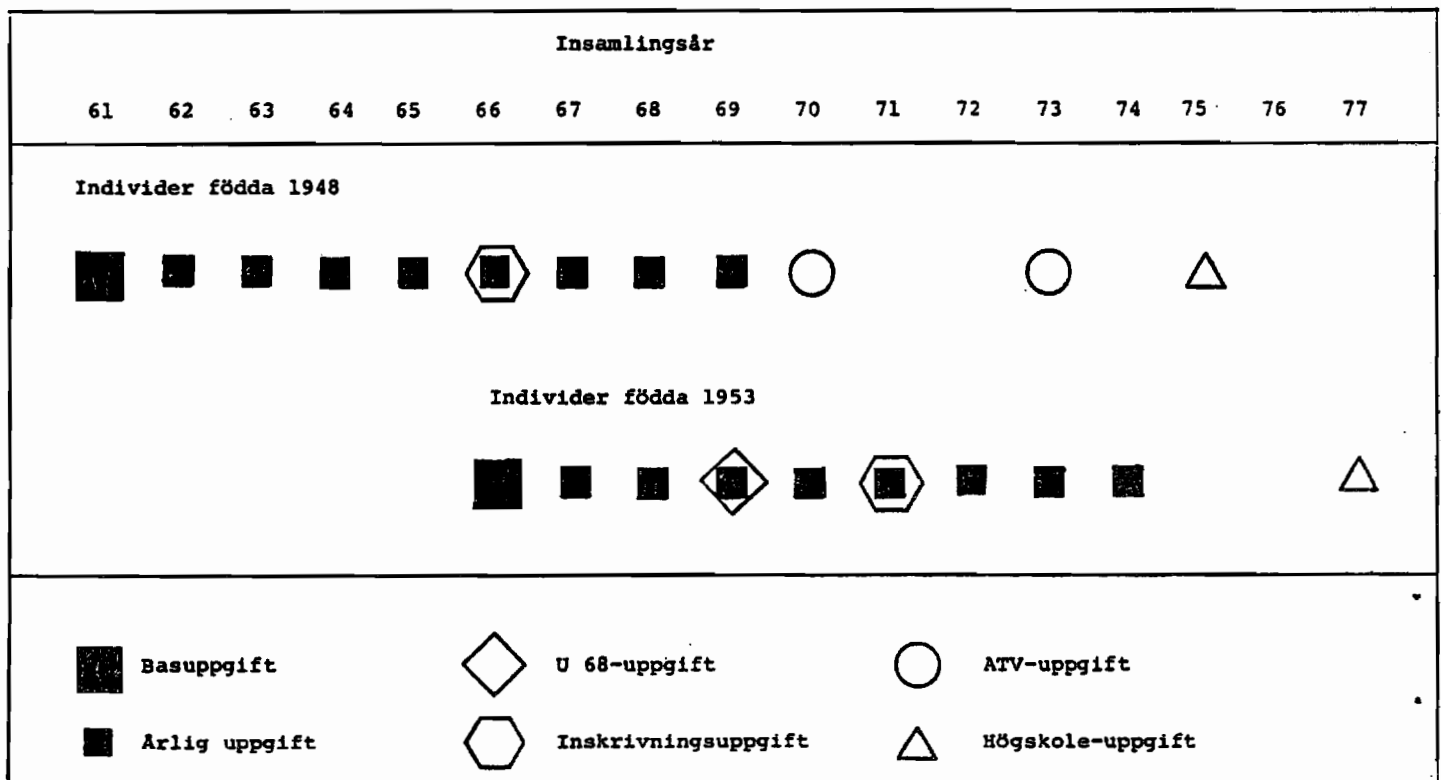 Insamlingsår
61 62 63 64 65 66 67 68 69 70 71 72 73 74 75 76 77
Individer födda 1948
Individer födda 1953
Basuppgift U 68-uppgift ATV-uppgift
Årlig uppgift Inskrivningsuppgift Högskole-uppgift